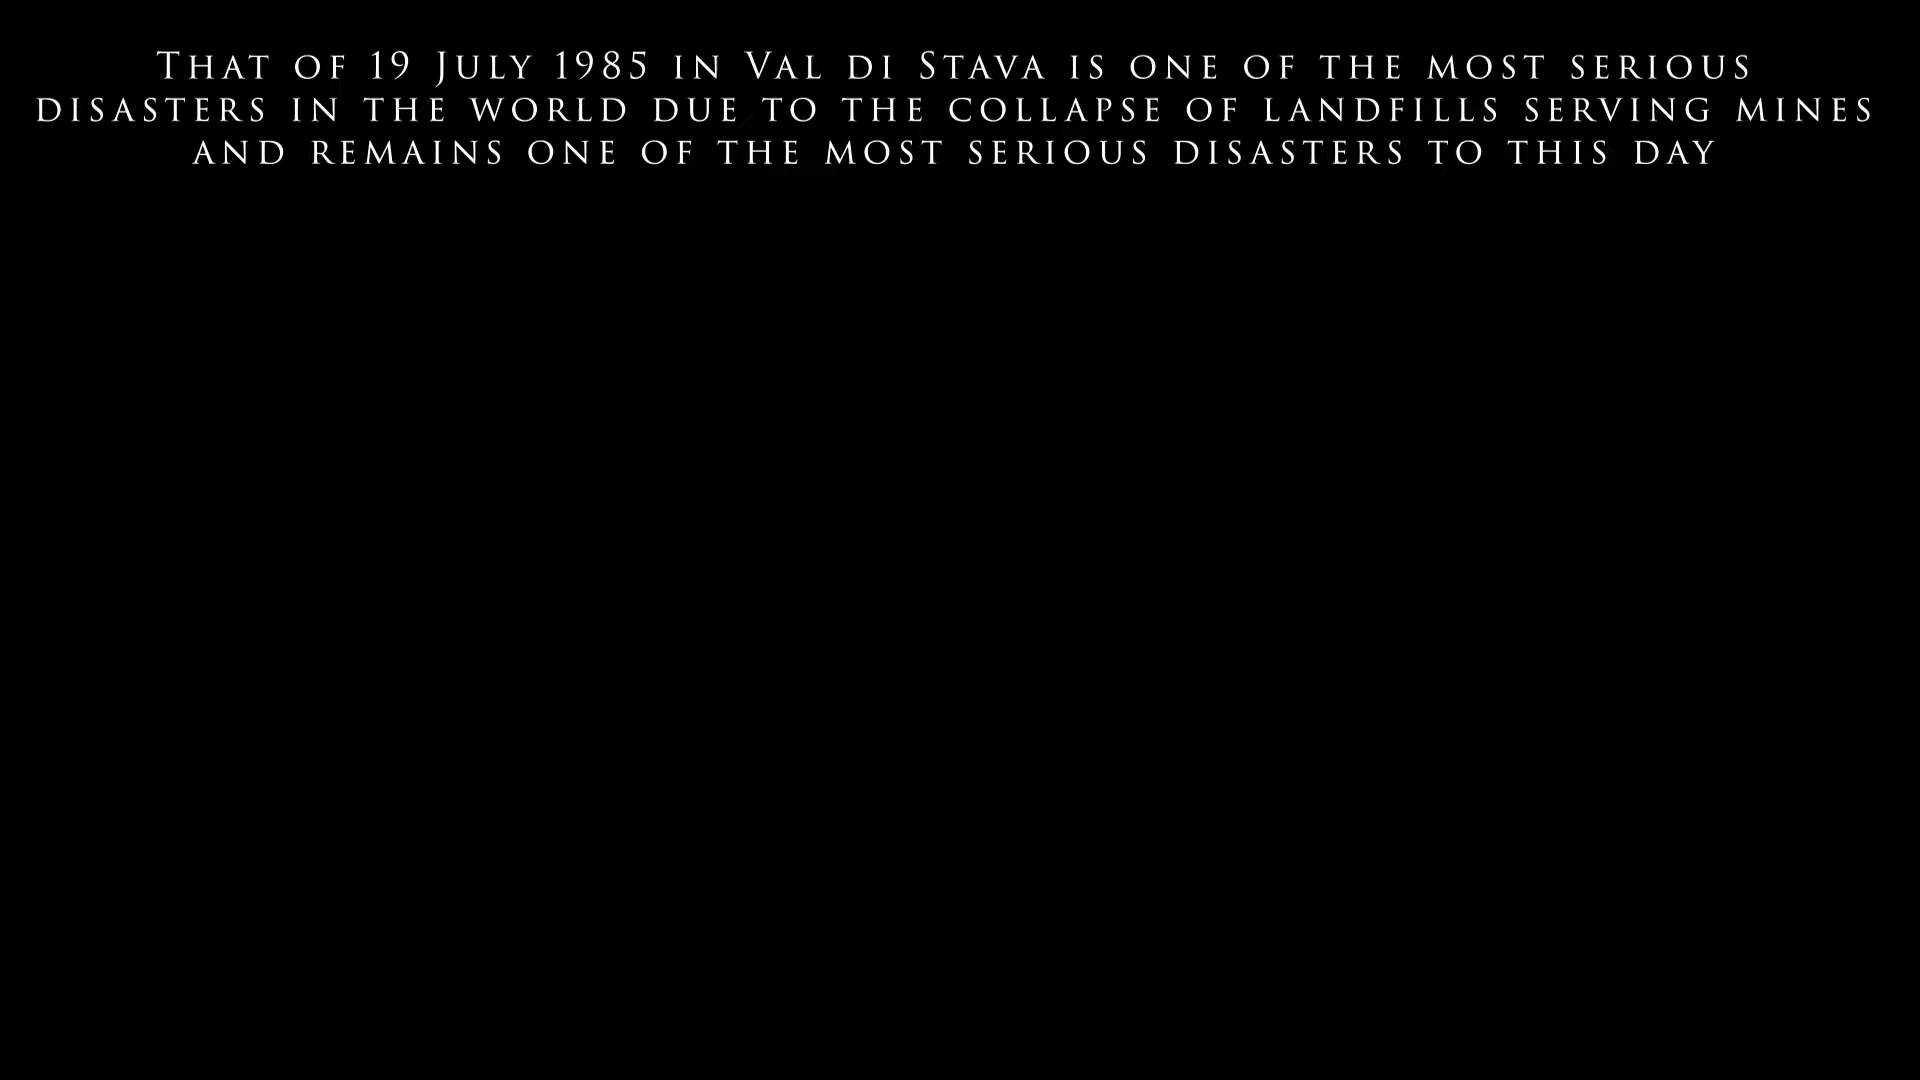 That of 19 July 1985 in Val di Stava is one of the most serious
disasters in the world due to the collapse of landfills serving mines
and remains one of the most serious disasters to this day